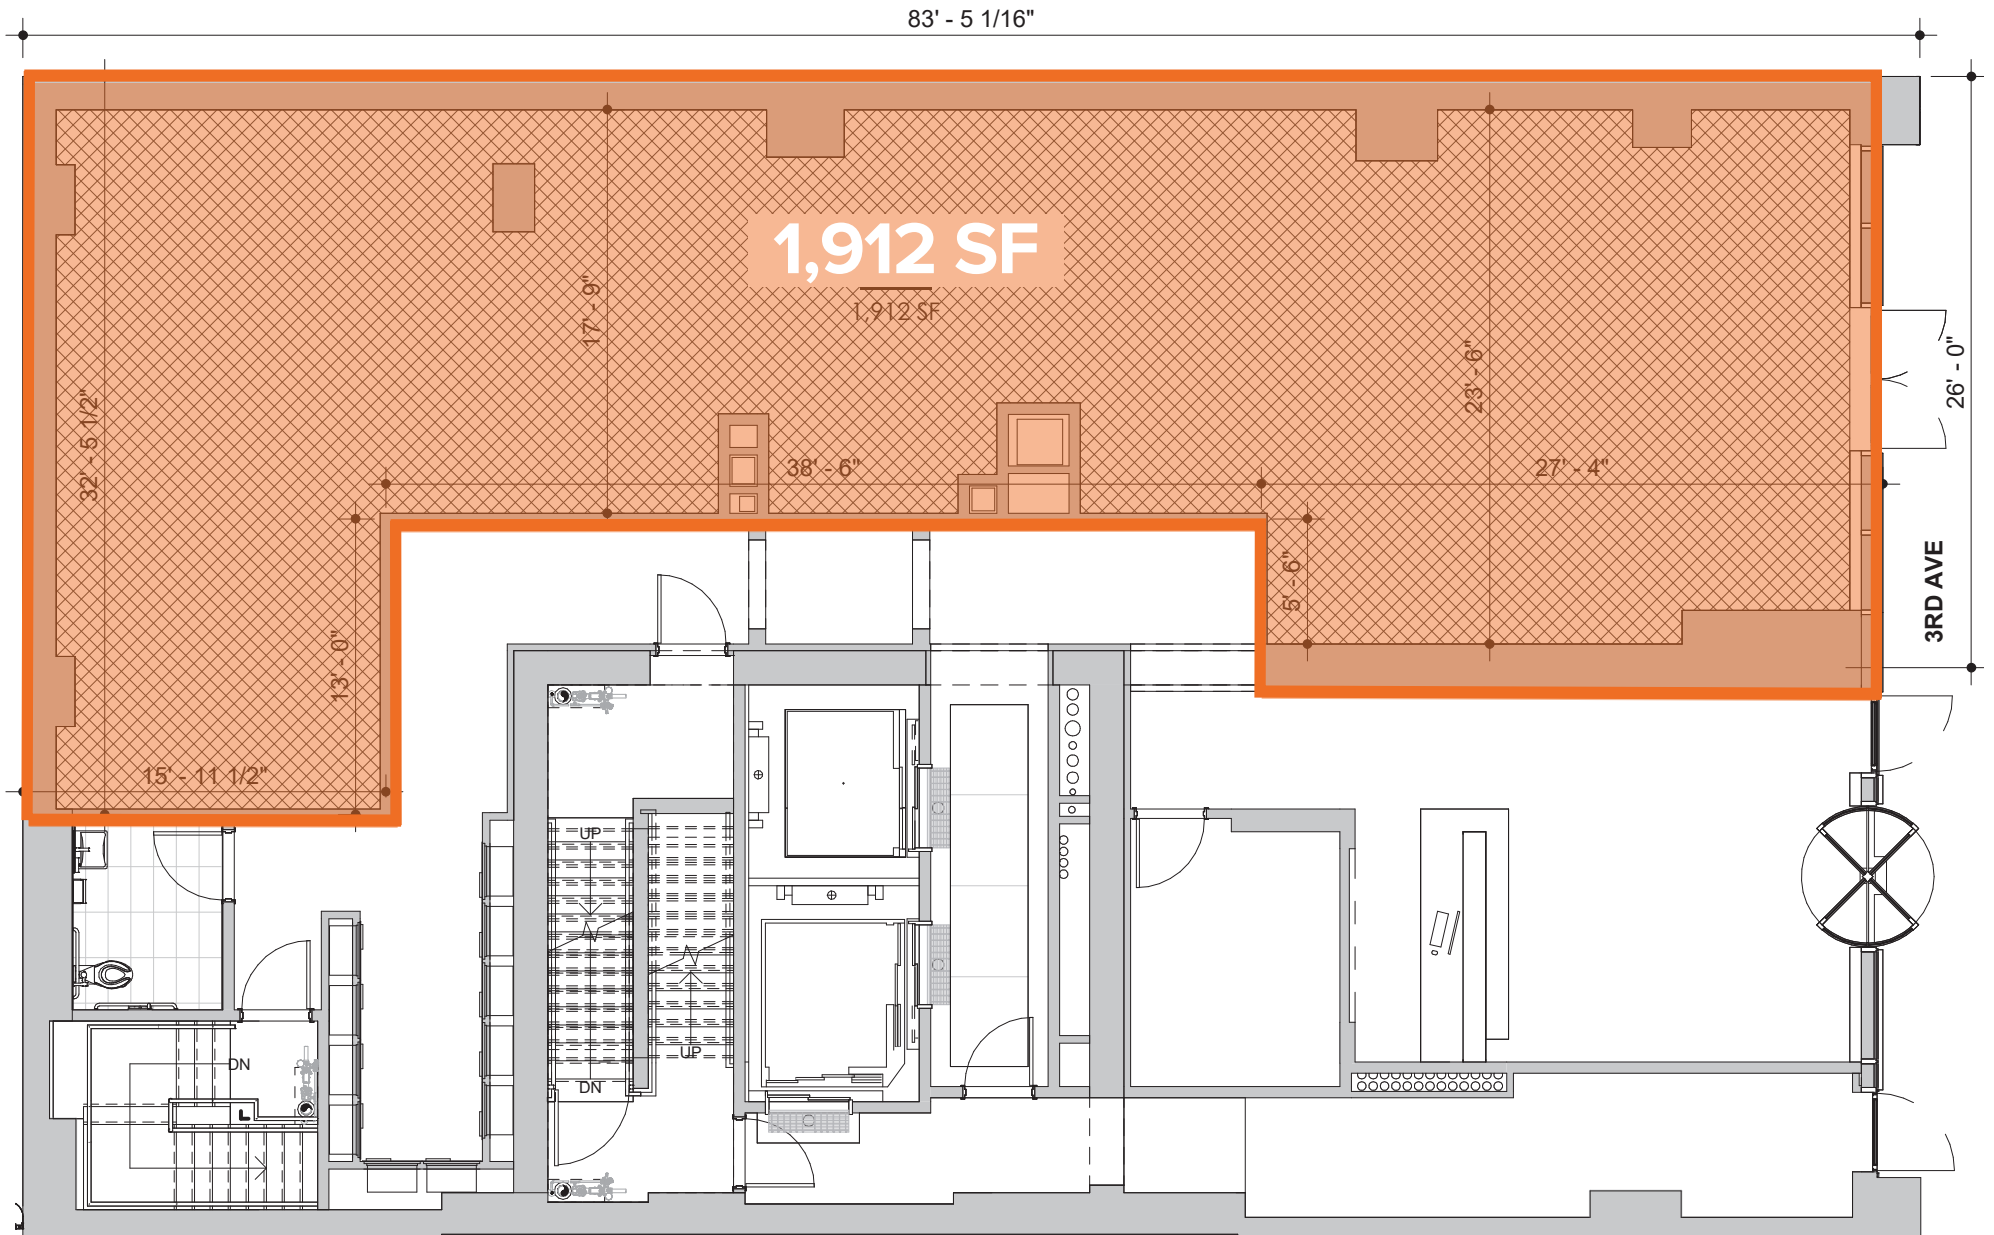 83' - 5 1/16"
1,912 SF
1,912 SF
17' - 9"
23' - 6"
26' - 0"
32' - 5 1/2"
38' - 6"
27' - 4"
5' - 6"
3RD AVE
13' - 0"
15' - 11 1/2"
UP
UP
DN
DN